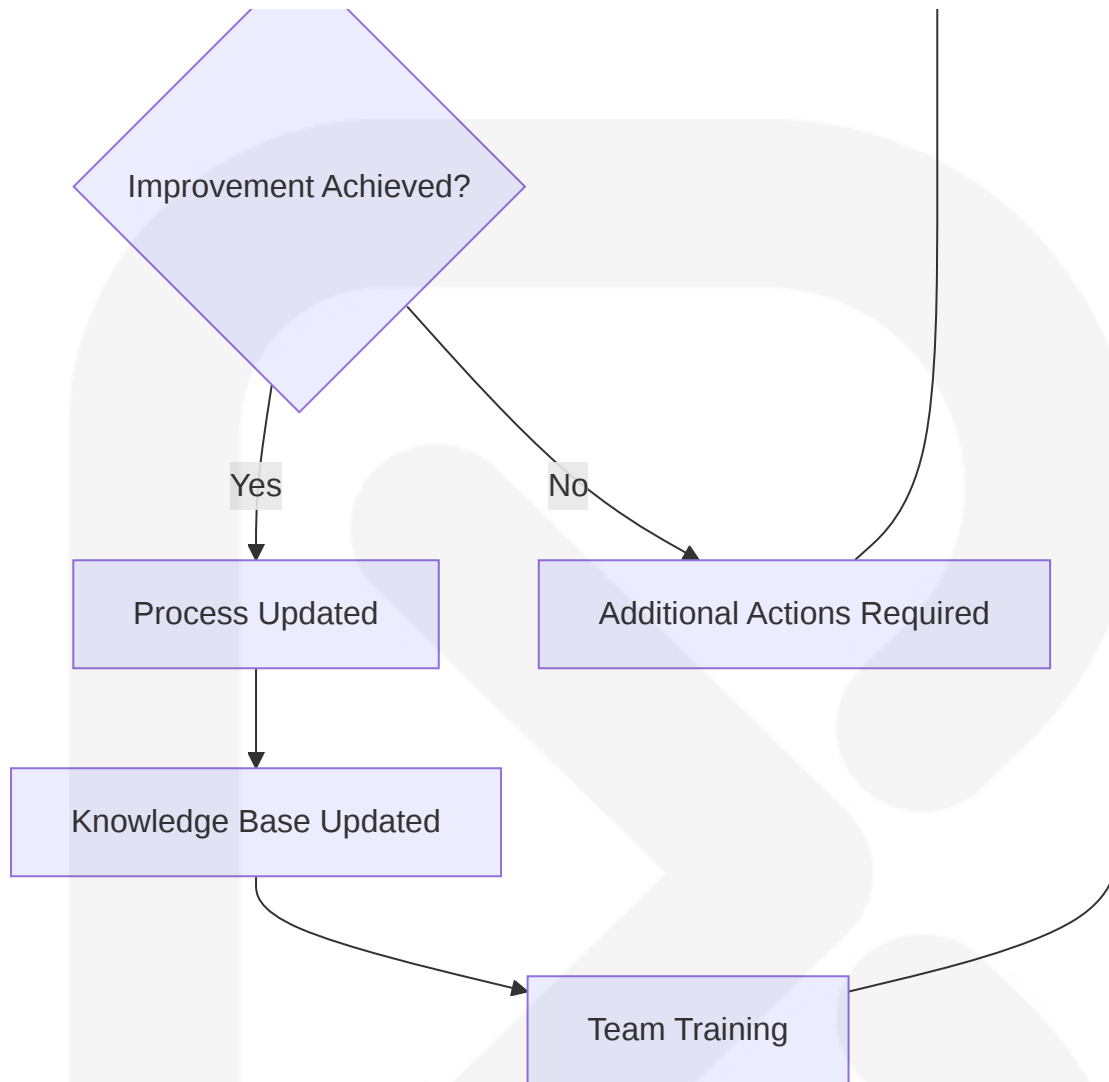 Improvement Achieved?
Yes
No
Process Updated
Additional Actions Required
Knowledge Base Updated
Team Training